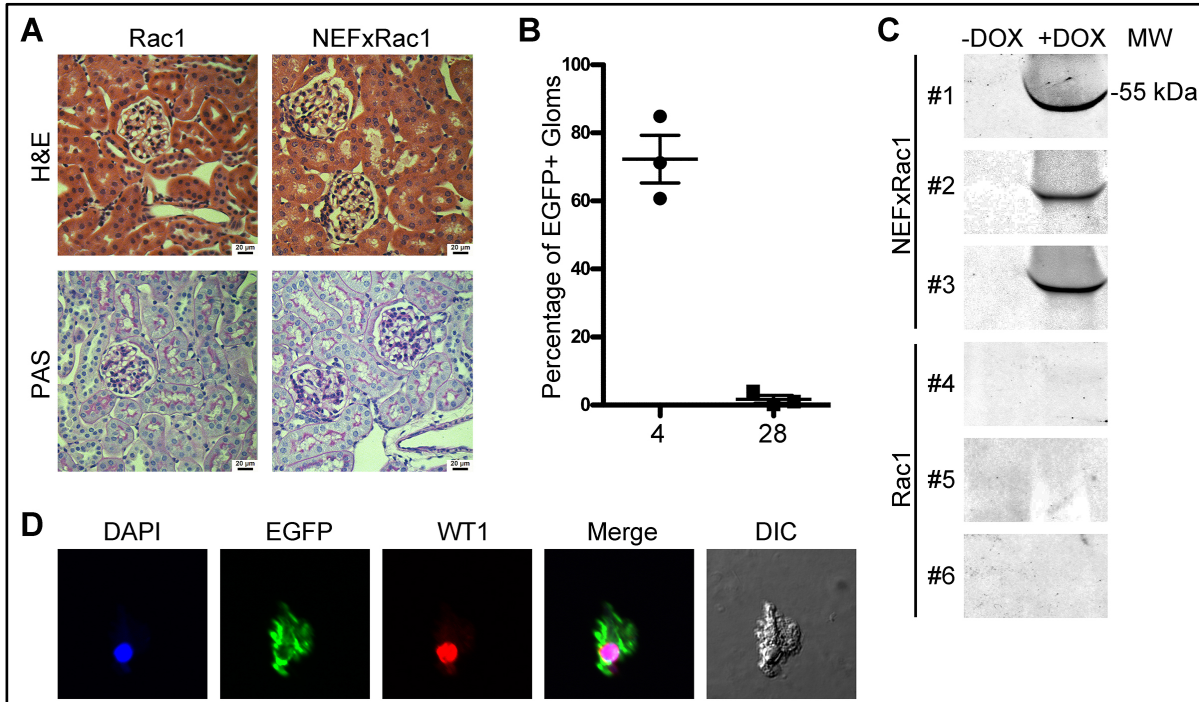 A
Rac1 NEFxRac1
H&E
20 µm 20 µm
PAS
20 µm 20 µm
B
Percentage of EGFP+ Gloms
100
80
60
40
20
0
4 28
C
-DOX +DOX MW
NEFxRac1
#1 -55 kDa
#2
#3
Rac1
#4
#5
#6
D
DAPI EGFP WT1 Merge DIC